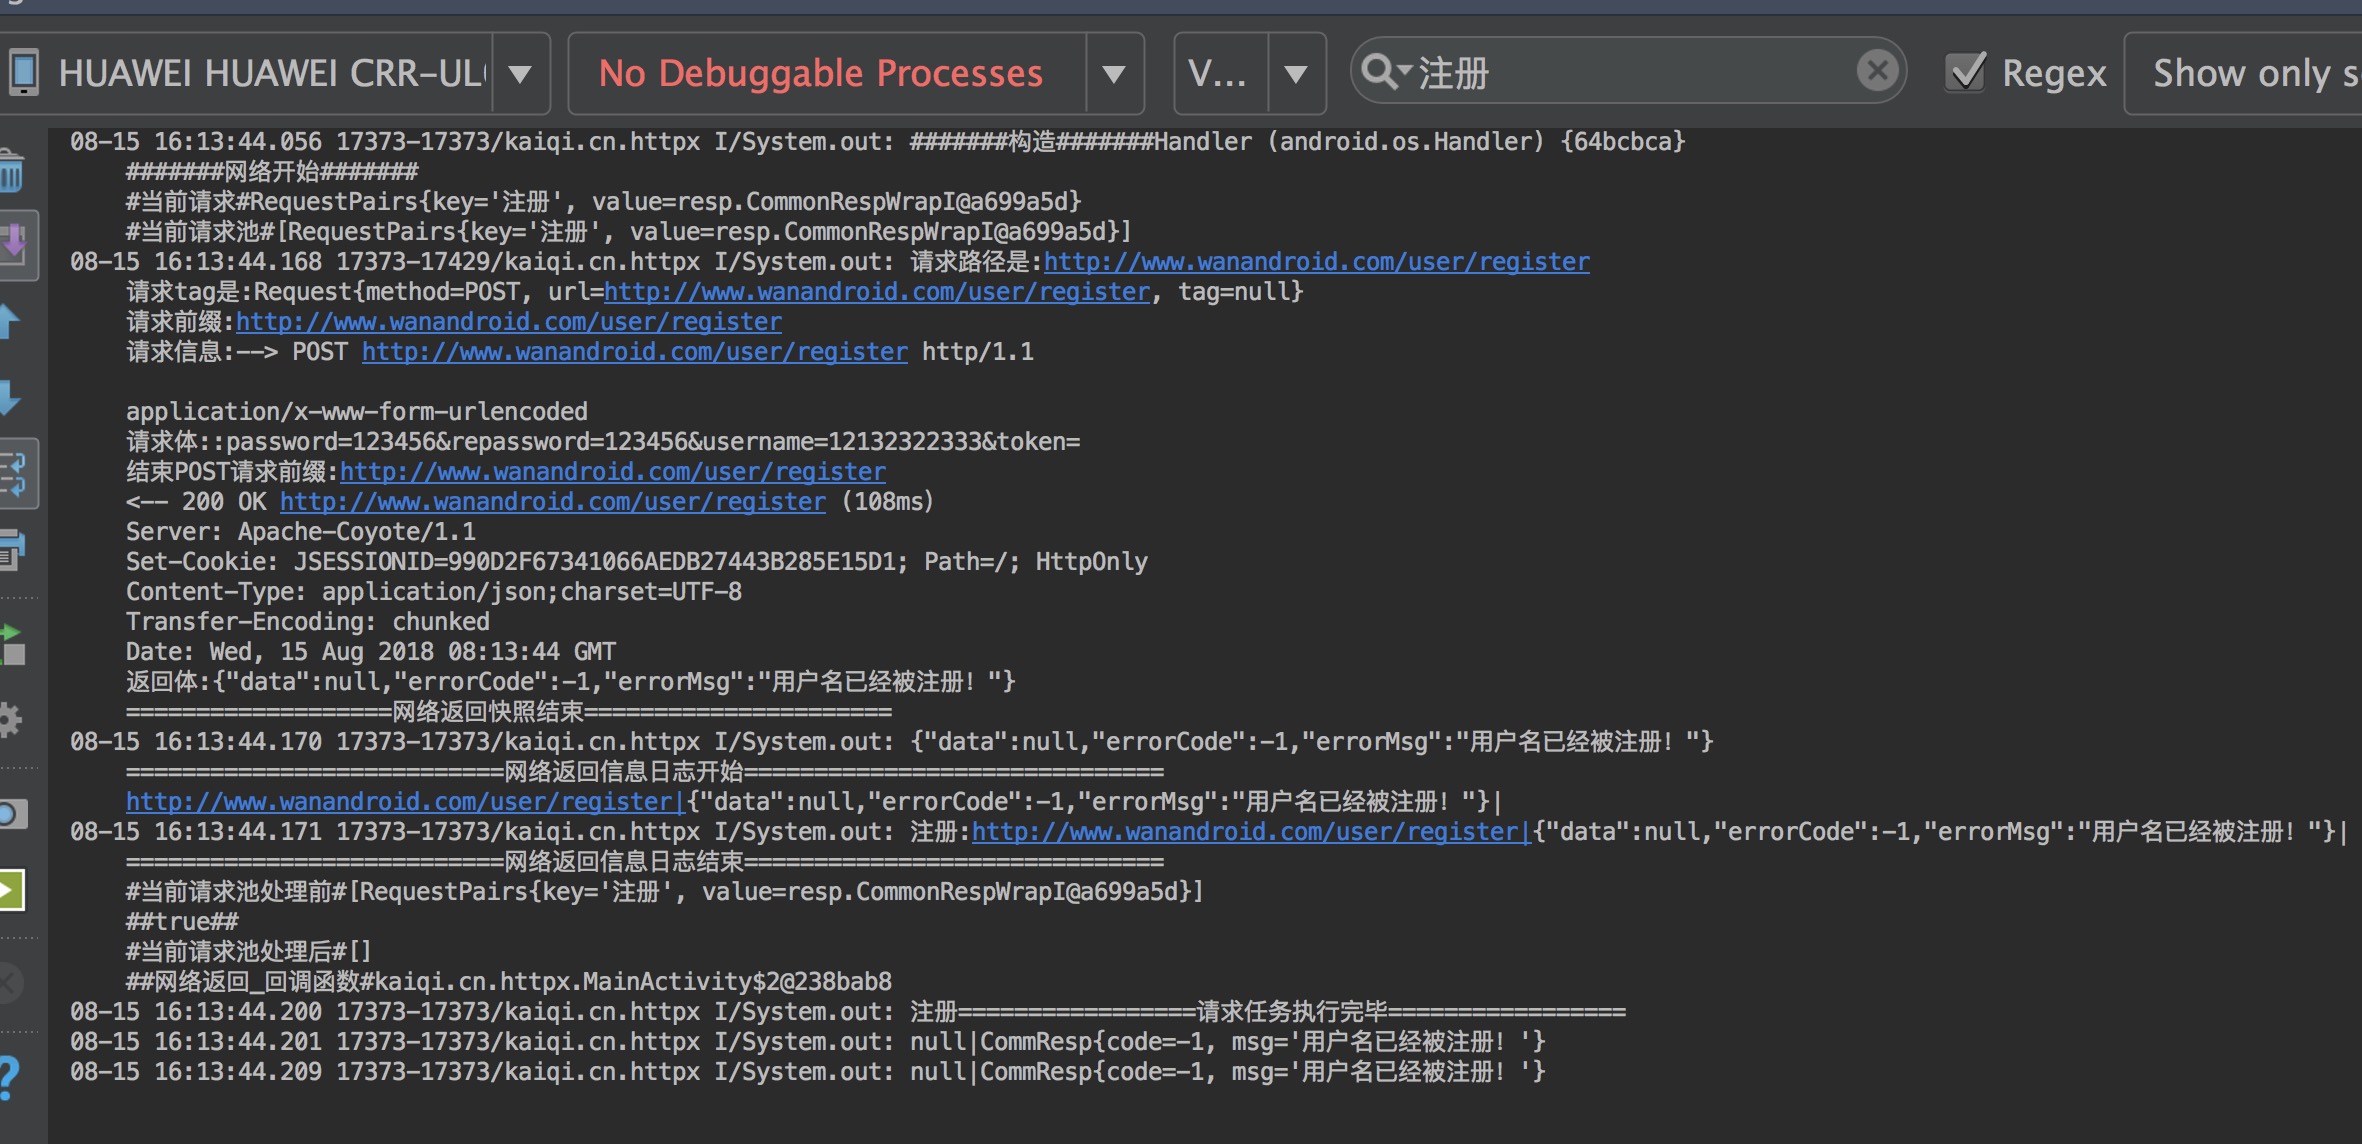 HUAWEI HUAWEI CRR-UL No Debuggable Processes V... 注册 Regex Show only s
08-15 16:13:44.056 17373-17373/kaiqi.cn.httpx I/System.out: #######构造#######Handler (android.os.Handler) {64bcbca}
#######网络开始#######
#当前请求#RequestPairs{key='注册', value=resp.CommonRespWrapI@a699a5d}
#当前请求池#[RequestPairs{key='注册', value=resp.CommonRespWrapI@a699a5d}]
08-15 16:13:44.168 17373-17429/kaiqi.cn.httpx I/System.out: 请求路径是:http://www.wanandroid.com/user/register
请求tag是:Request{method=POST, url=http://www.wanandroid.com/user/register, tag=null}
请求前缀:http://www.wanandroid.com/user/register
请求信息:--> POST http://www.wanandroid.com/user/register http/1.1
application/x-www-form-urlencoded
请求体::password=123456&repassword=123456&username=12132322333&token=
结束POST请求前缀:http://www.wanandroid.com/user/register
<-- 200 OK http://www.wanandroid.com/user/register (108ms)
Server: Apache-Coyote/1.1
Set-Cookie: JSESSIONID=990D2F67341066AEDB27443B285E15D1; Path=/; HttpOnly
Content-Type: application/json;charset=UTF-8
Transfer-Encoding: chunked
Date: Wed, 15 Aug 2018 08:13:44 GMT
返回体:{"data":null,"errorCode":-1,"errorMsg":"用户名已经被注册！"}
===================网络返回快照结束======================
08-15 16:13:44.170 17373-17373/kaiqi.cn.httpx I/System.out: {"data":null,"errorCode":-1,"errorMsg":"用户名已经被注册！"}
===========================网络返回信息日志开始==============================
http://www.wanandroid.com/user/register|{"data":null,"errorCode":-1,"errorMsg":"用户名已经被注册！"}|
08-15 16:13:44.171 17373-17373/kaiqi.cn.httpx I/System.out: 注册:http://www.wanandroid.com/user/register|{"data":null,"errorCode":-1,"errorMsg":"用户名已经被注册！"}|
===========================网络返回信息日志结束==============================
#当前请求池处理前#[RequestPairs{key='注册', value=resp.CommonRespWrapI@a699a5d}]
##true##
#当前请求池处理后#[]
##网络返回_回调函数#kaiqi.cn.httpx.MainActivity$2@238bab8
08-15 16:13:44.200 17373-17373/kaiqi.cn.httpx I/System.out: 注册=================请求任务执行完毕=================
08-15 16:13:44.201 17373-17373/kaiqi.cn.httpx I/System.out: null|CommResp{code=-1, msg='用户名已经被注册！'}
08-15 16:13:44.209 17373-17373/kaiqi.cn.httpx I/System.out: null|CommResp{code=-1, msg='用户名已经被注册！'}